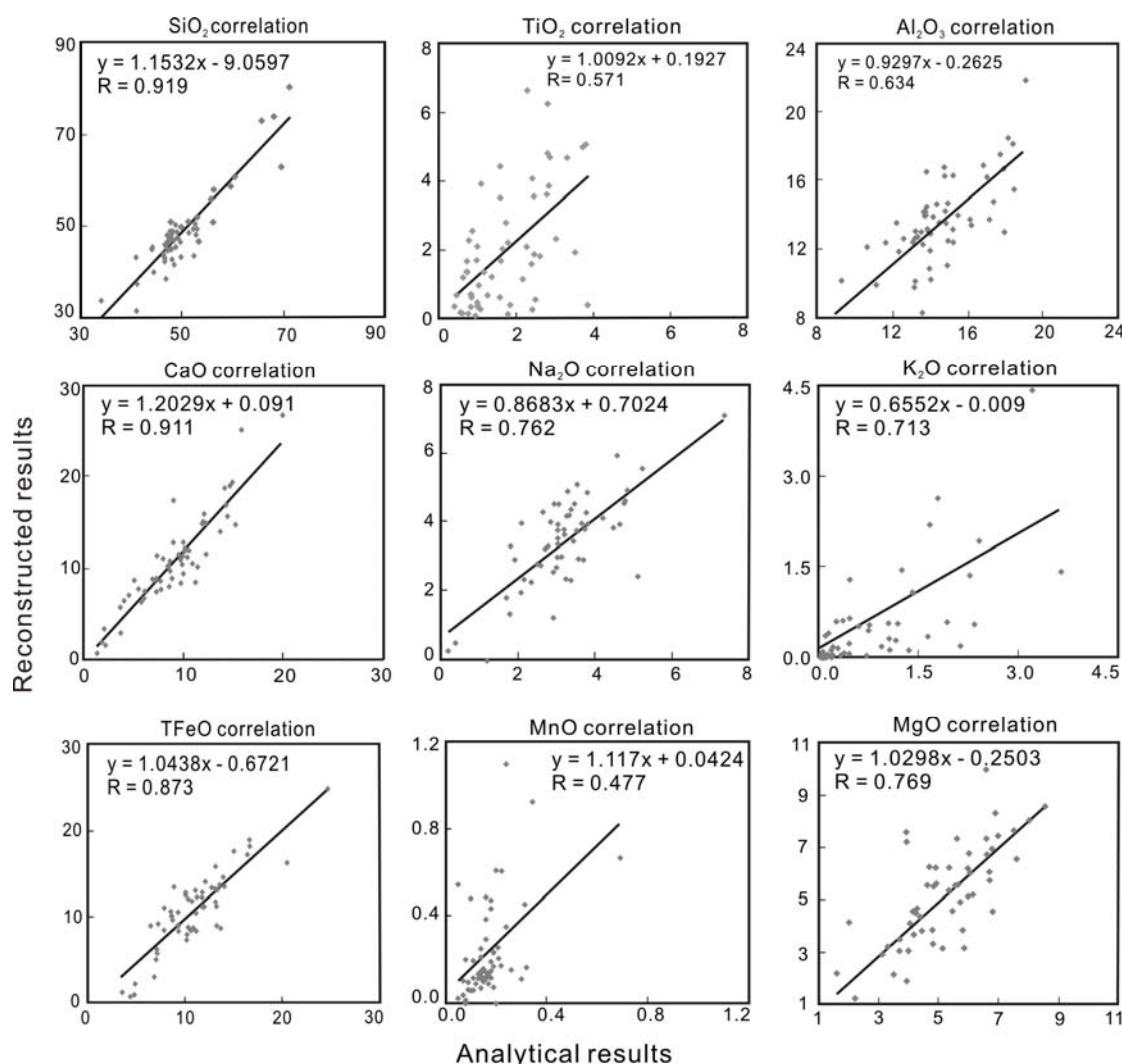 SiO₂ correlation
90
y = 1.1532x - 9.0597
R = 0.919
70
50
30
30
50
70
90
TiO₂ correlation
8
y = 1.0092x + 0.1927
R= 0.571
6
4
2
0
0
2
4
6
8
Al₂O₃ correlation
24
y = 0.9297x - 0.2625
R = 0.634
20
16
12
8
8
12
16
20
24
CaO correlation
30
y = 1.2029x + 0.091
R = 0.911
20
10
0
0
10
20
30
Na₂O correlation
8
y = 0.8683x + 0.7024
R = 0.762
6
4
2
0
0
2
4
6
8
K₂O correlation
4.5
y = 0.6552x - 0.009
R = 0.713
4.0
1.5
0.0
0.0
1.5
3.0
4.5
Reconstructed results
TFeO correlation
30
y = 1.0438x - 0.6721
R = 0.873
20
10
0
0
10
20
30
MnO correlation
1.2
y = 1.117x + 0.0424
R = 0.477
0.8
0.4
0.0
0.0
0.4
0.8
1.2
MgO correlation
11
y = 1.0298x - 0.2503
R = 0.769
9
7
5
3
1
1
3
5
7
9
11
Analytical results